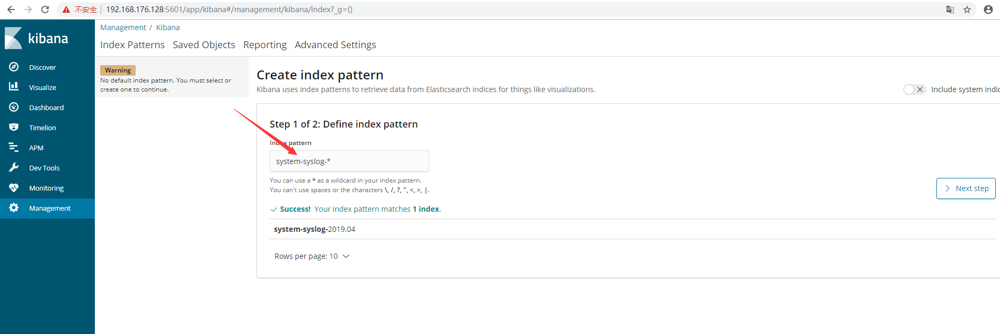 不安全 192.168.176.128:5601/app/kibana#/management/kibana/index?_g=()
kibana
Discover
Visualize
Dashboard
Timelion
APM
Dev Tools
Monitoring
Management
Management / Kibana
Index Patterns Saved Objects Reporting Advanced Settings
Warning
No default index pattern. You must select or
create one to continue.
Create index pattern
Kibana uses index patterns to retrieve data from Elasticsearch indices for things like visualizations.
Include system indic
Step 1 of 2: Define index pattern
Index pattern
system-syslog-*
You can use a * as a wildcard in your index pattern.
You can't use spaces or the characters \, /, ?, ", <, >, |.
Next step
Success! Your index pattern matches 1 index.
system-syslog-2019.04
Rows per page: 10